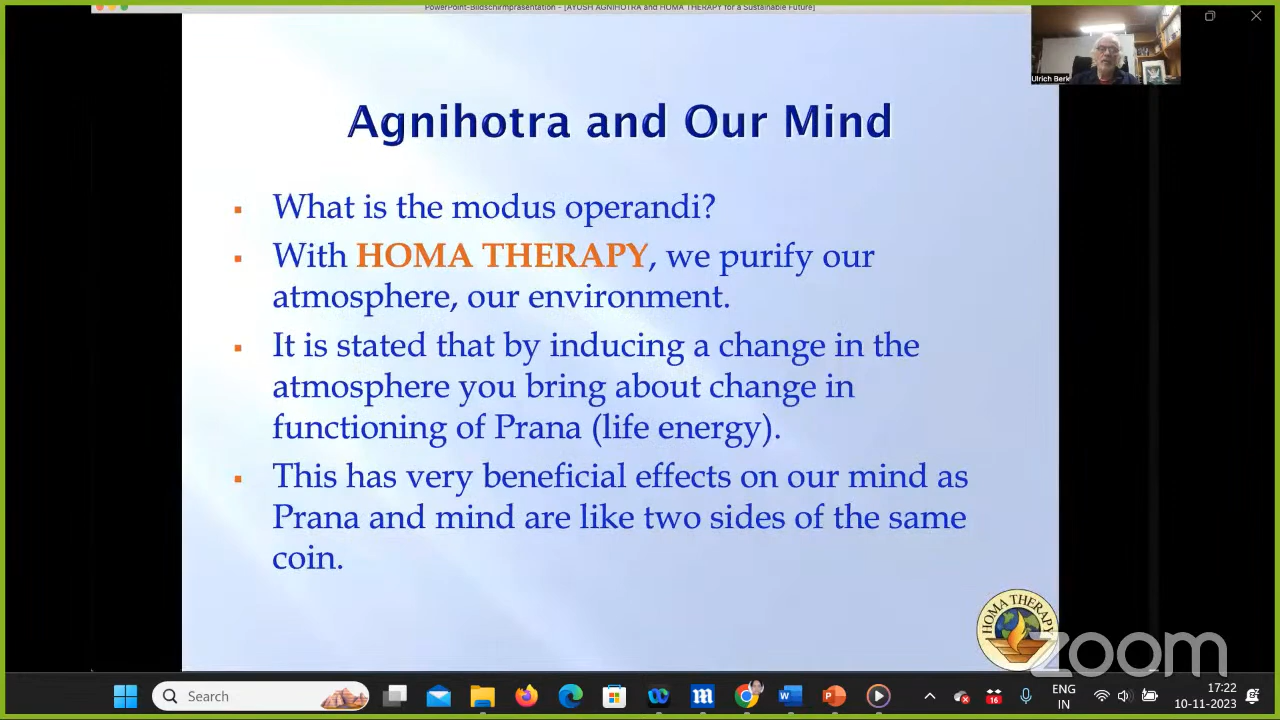 PowerPoint-Bildschirmpräsentation - [AYUSH AGNIHOTRA and HOMA THERAPY for a Sustainable Future]
Ulrich Berk
Agnihotra and Our Mind
What is the modus operandi?
With HOMA THERAPY, we purify our
atmosphere, our environment.
It is stated that by inducing a change in the
atmosphere you bring about change in
functioning of Prana (life energy).
This has very beneficial effects on our mind as
Prana and mind are like two sides of the same
coin.
HOMA THERAPY
zoom
Search
16
ENG
IN
17:22
10-11-2023